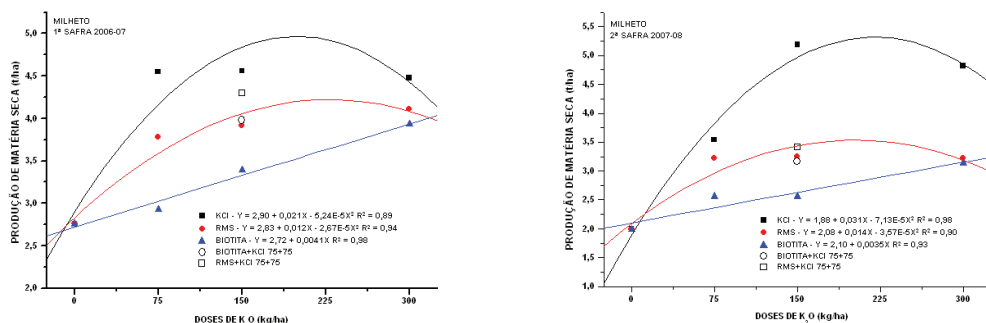 MILHETO
1ª SAFRA 2006-07
PRODUÇÃO DE MATÉRIA SECA (t/ha)
5,0
4,5
4,0
3,5
3,0
2,5
2,0
KCl - Y = 2,90 + 0,021X - 5,24E-5X² R² = 0,89
RMS - Y = 2,83 + 0,012X - 2,67E-5X² R² = 0,94
BIOTITA - Y = 2,72 + 0,0041X R² = 0,98
BIOTITA+KCl 75+75
RMS+KCl 75+75
0 75 150 225 300
DOSES DE K O (kg/ha)
MILHETO
2ª SAFRA 2007-08
PRODUÇÃO DE MATÉRIA SECA (t/ha)
5,5
5,0
4,5
4,0
3,5
3,0
2,5
2,0
1,5
1,0
KCl - Y = 1,88 + 0,031X - 7,13E-5X² R² = 0,98
RMS - Y = 2,08 + 0,014X - 3,57E-5X² R² = 0,90
BIOTITA - Y = 2,10 + 0,0035X R² = 0,93
BIOTITA+KCl 75+75
RMS+KCl 75+75
0 75 150 225 300
DOSES DE K₂O (kg/ha)